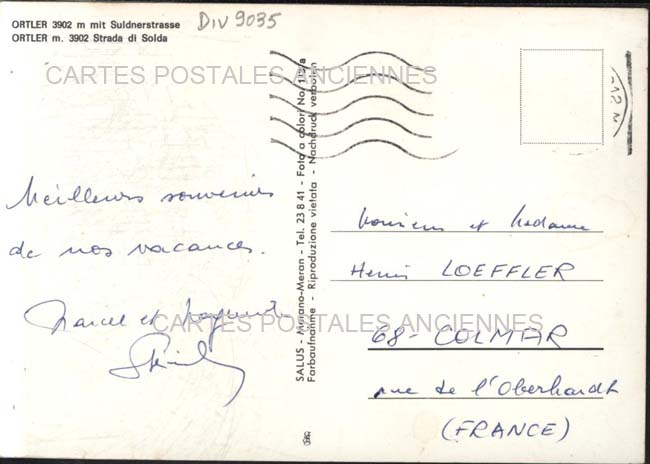 ORTLER 3902 m mit Suldnerstrasse
ORTLER m. 3902 Strada di Solda
DIV 9035
CARTES POSTALES ANCIENNES
Meilleurs souvenirs
de nos vacances.
Marcel et
SALUS - Merano-Meran - Tel. 23 8 41 - Foto a colori No.
Farbaufnahme - Riproduzione vietata - Nachdruck verboten
Monsieur et Madame
Henri LOEFFLER
68 - COLMAR
rue de l'Oberhardt
(FRANCE)
CARTES POSTALES ANCIENNES